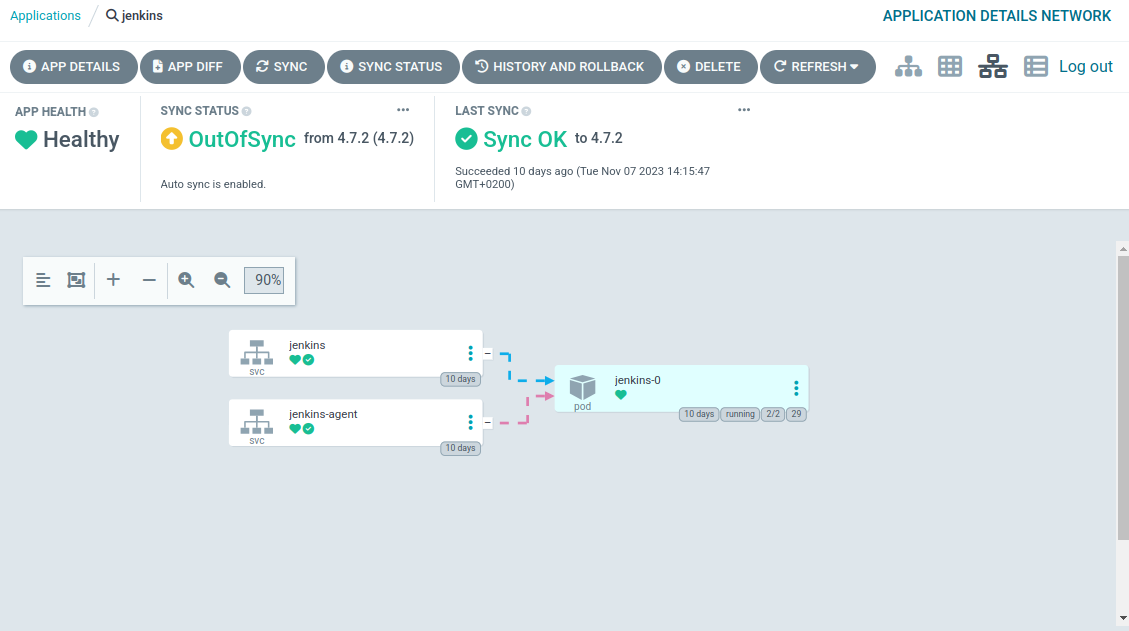 Applications / jenkins
APPLICATION DETAILS NETWORK
APP DETAILS
APP DIFF
SYNC
SYNC STATUS
HISTORY AND ROLLBACK
DELETE
REFRESH
Log out
APP HEALTH
Healthy
SYNC STATUS
OutOfSync from 4.7.2 (4.7.2)
Auto sync is enabled.
LAST SYNC
Sync OK to 4.7.2
Succeeded 10 days ago (Tue Nov 07 2023 14:15:47
GMT+0200)
90%
jenkins
svc
10 days
jenkins-agent
svc
10 days
jenkins-0
pod
10 days running 2/2 29